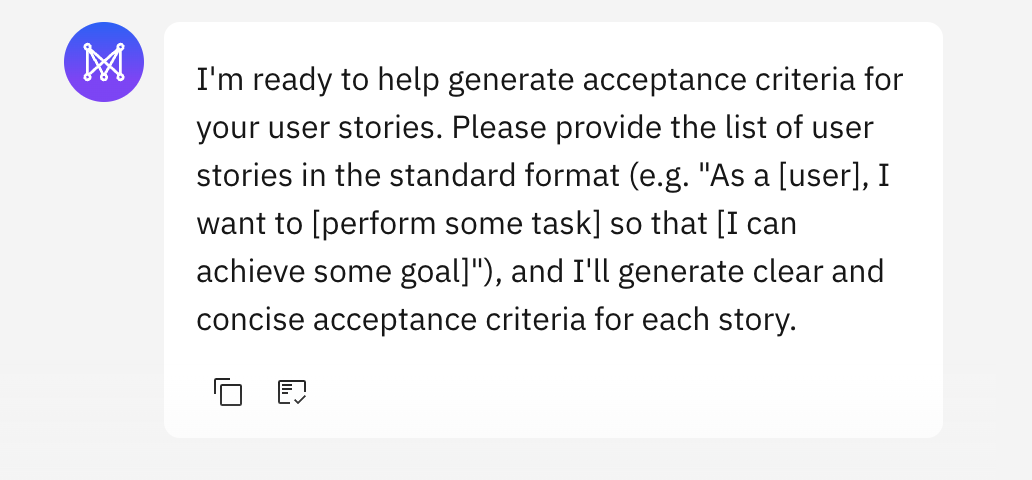 I'm ready to help generate acceptance criteria for
your user stories. Please provide the list of user
stories in the standard format (e.g. "As a [user], I
want to [perform some task] so that [I can
achieve some goal]"), and I'll generate clear and
concise acceptance criteria for each story.